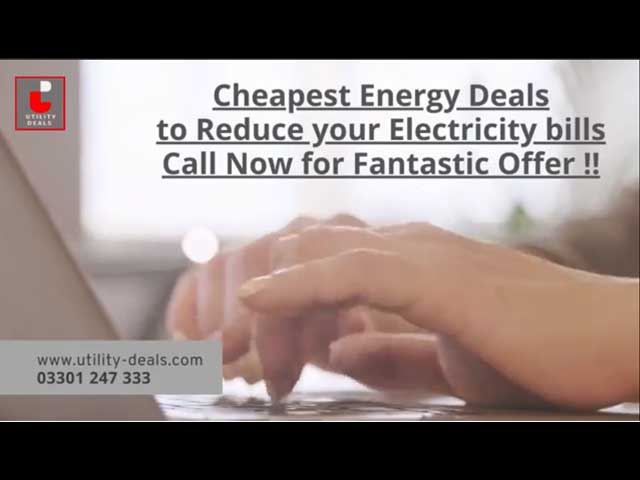 UTILITY
DEALS
Cheapest Energy Deals
to Reduce your Electricity bills
Call Now for Fantastic Offer !!
www.utility-deals.com
03301 247 333